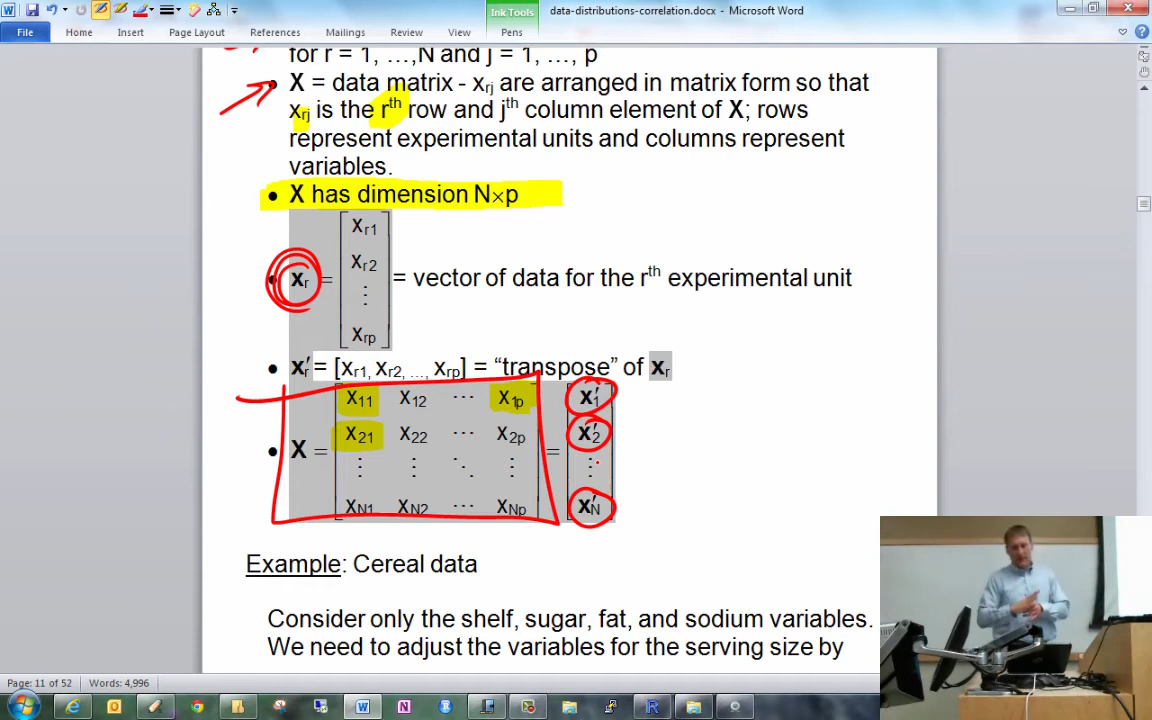 data-distributions-correlation.docx - Microsoft Word
Ink Tools
File Home Insert Page Layout References Mailings Review View Pens
for r = 1, …,N and j = 1, …, p
• X = data matrix - xrj are arranged in matrix form so that
xrj is the rth row and jth column element of X; rows
represent experimental units and columns represent
variables.
• X has dimension N×p
• xr = [xr1 xr2 ⋮ xrp] = vector of data for the rth experimental unit
• x′r = [xr1, xr2, …, xrp] = “transpose” of xr
x11 x12 ⋯ x1p x′1
x21 x22 ⋯ x2p x′2
• X = ⋮ ⋮ ⋱ ⋮ = ⋮
xN1 xN2 ⋯ xNp x′N
Example: Cereal data
Consider only the shelf, sugar, fat, and sodium variables.
We need to adjust the variables for the serving size by
Page: 11 of 52 Words: 4,996